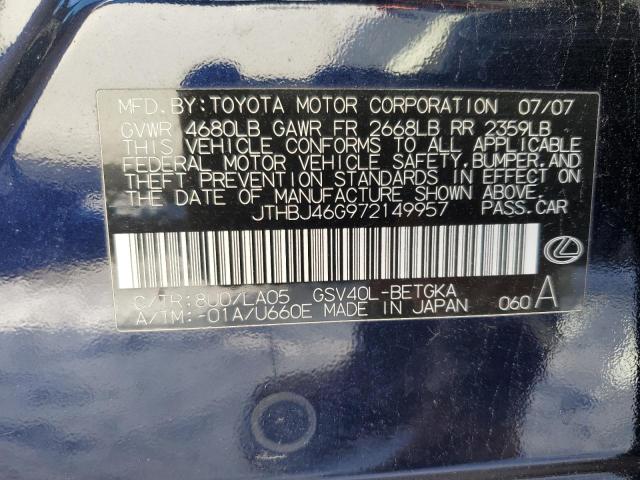 MFD. BY: TOYOTA MOTOR CORPORATION 07/07
GVWR 4680LB GAWR FR 2668LB RR 2359LB
THIS VEHICLE CONFORMS TO ALL APPLICABLE
FEDERAL MOTOR VEHICLE SAFETY, BUMPER, AND
THEFT PREVENTION STANDARDS IN EFFECT ON
THE DATE OF MANUFACTURE SHOWN ABOVE.
JTHBJ46G972149957 PASS.CAR
C/TR:8U0/LA05 GSV40L-BETGKA
A/TM:-01A/U660E MADE IN JAPAN 060 A